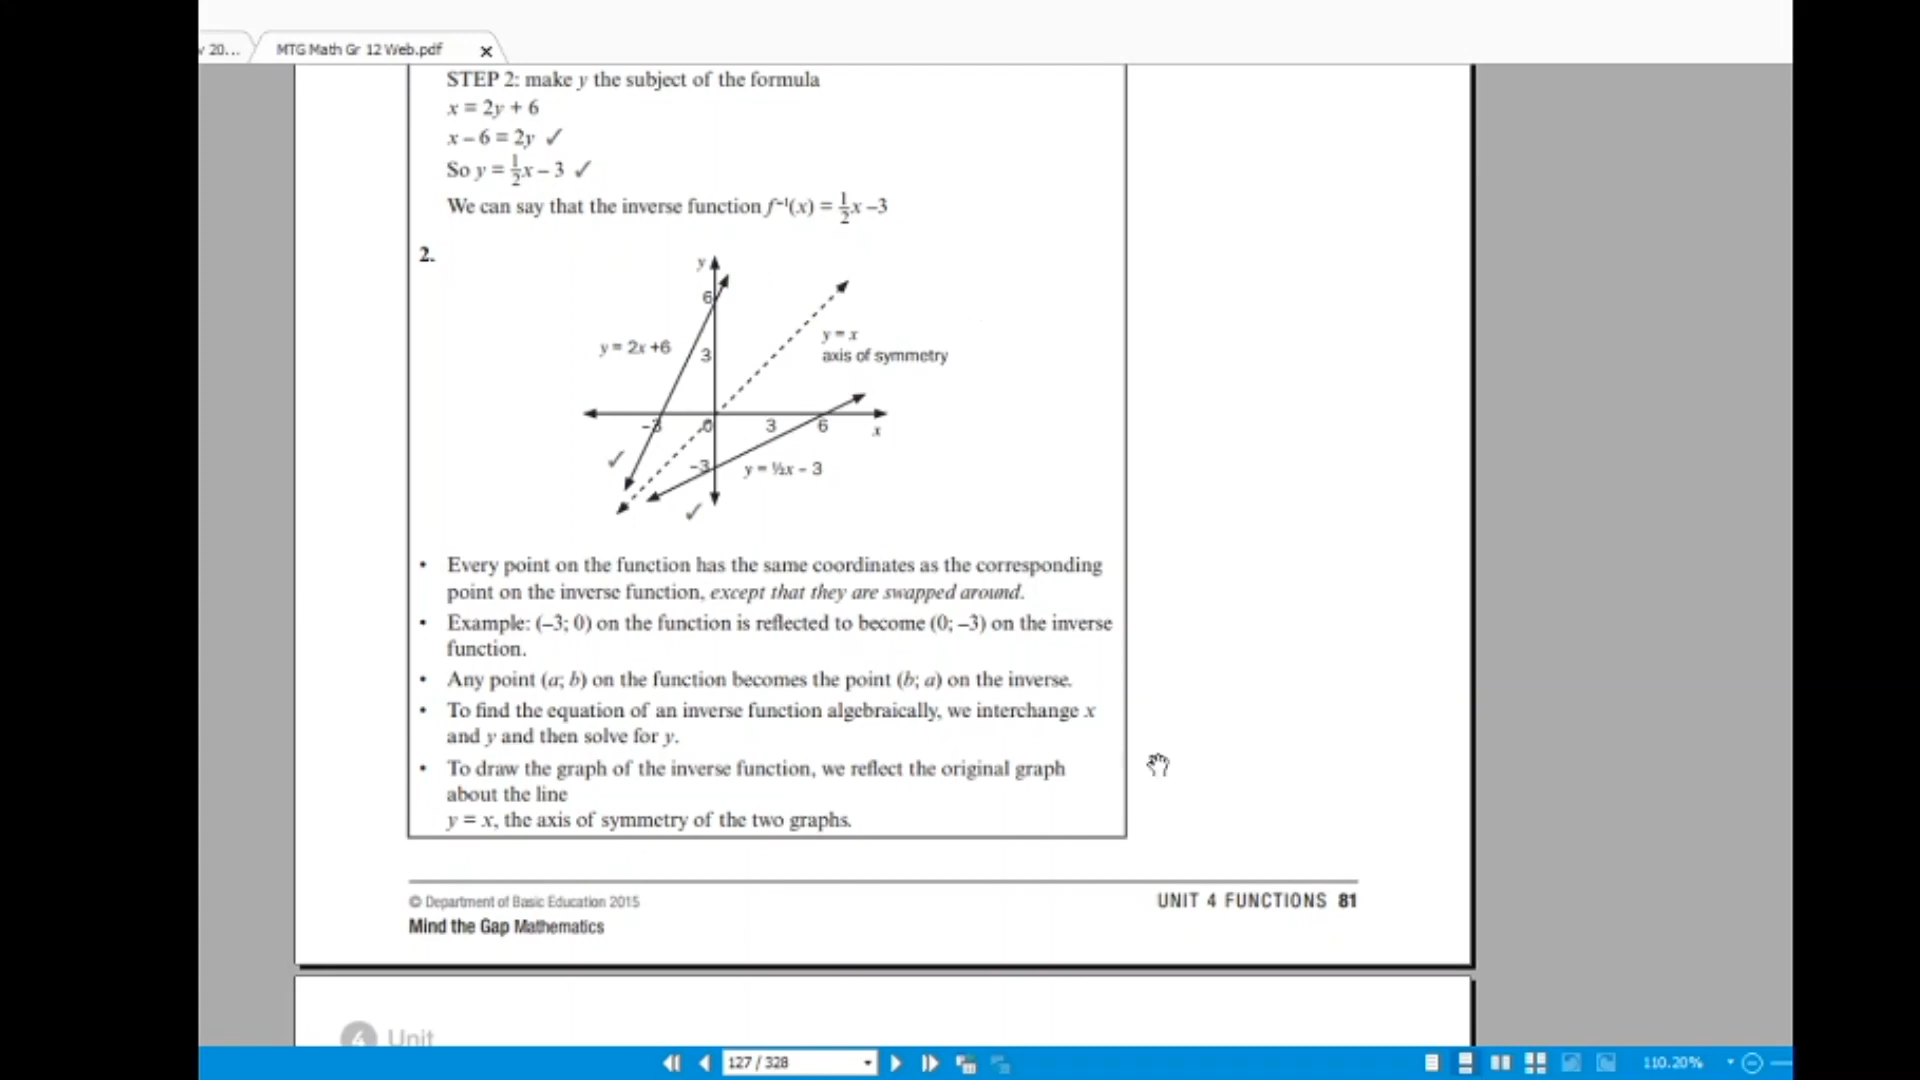 v 20...
MTG Math Gr 12 Web.pdf
STEP 2: make y the subject of the formula
x = 2y + 6
x – 6 = 2y ✓
So y = ½x – 3 ✓
We can say that the inverse function f⁻¹(x) = ½x –3
2.
y
6
y = 2x +6
3
y = x
axis of symmetry
–3
0
3
6
x
–3
y = ½x – 3
✓
✓
• Every point on the function has the same coordinates as the corresponding
point on the inverse function, except that they are swapped around.
• Example: (–3; 0) on the function is reflected to become (0; –3) on the inverse
function.
• Any point (a; b) on the function becomes the point (b; a) on the inverse.
• To find the equation of an inverse function algebraically, we interchange x
and y and then solve for y.
• To draw the graph of the inverse function, we reflect the original graph
about the line
y = x, the axis of symmetry of the two graphs.
© Department of Basic Education 2015
UNIT 4 FUNCTIONS 81
Mind the Gap Mathematics
4 Unit
127 / 328
110.20%